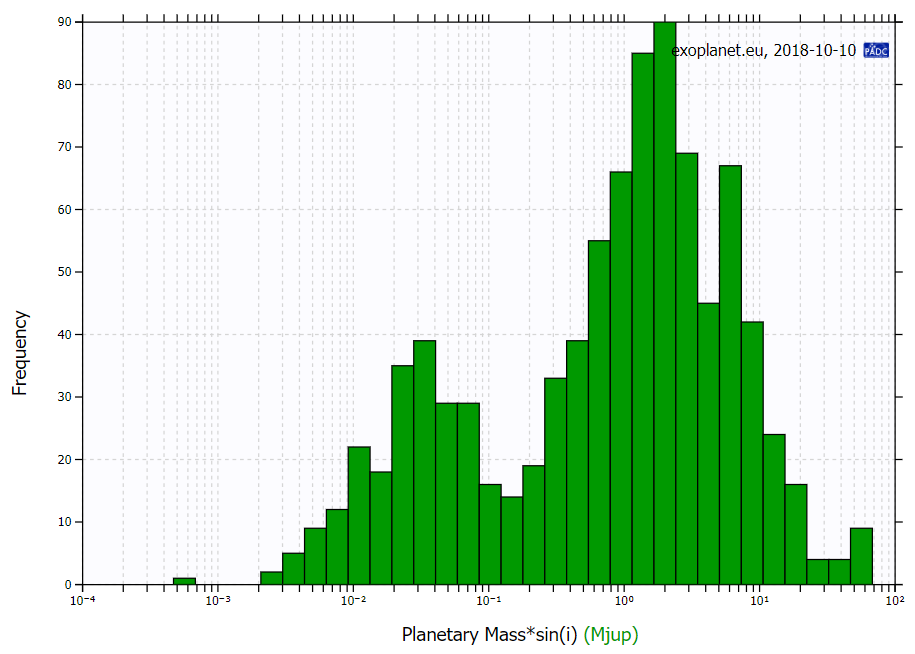 90
exoplanet.eu, 2018-10-10 PADC
80
70
60
50
40
30
20
10
0
Frequency
10⁻⁴ 10⁻³ 10⁻² 10⁻¹ 10⁰ 10¹ 10²
Planetary Mass*sin(i) (Mjup)